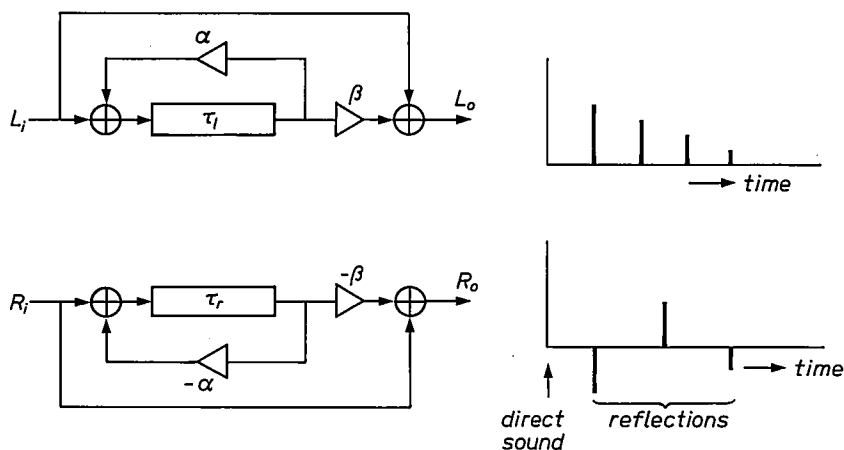 α
β
L_i
τ_l
L_o
time
R_i
τ_r
-β
R_o
-α
time
direct
sound
reflections